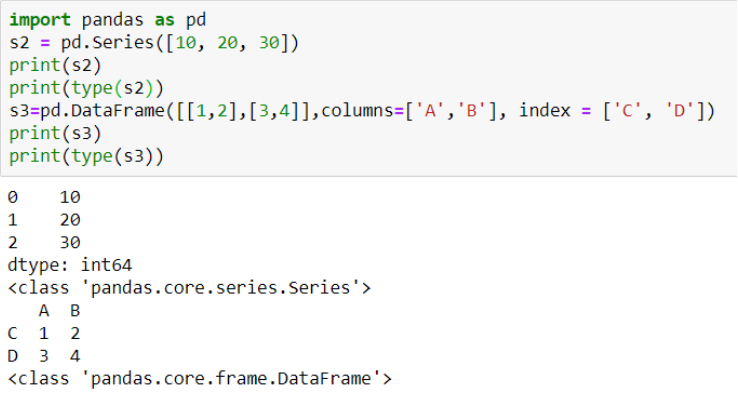 import pandas as pd
s2 = pd.Series([10, 20, 30])
print(s2)
print(type(s2))
s3=pd.DataFrame([[1,2],[3,4]],columns=['A','B'], index = ['C', 'D'])
print(s3)
print(type(s3))
0    10
1    20
2    30
dtype: int64
<class 'pandas.core.series.Series'>
   A  B
C  1  2
D  3  4
<class 'pandas.core.frame.DataFrame'>